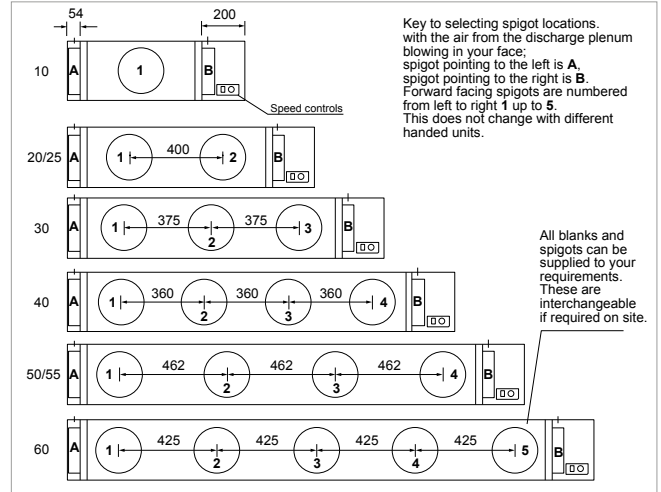 54
200
10
A
1
B
Speed controls
Key to selecting spigot locations.
with the air from the discharge plenum
blowing in your face;
spigot pointing to the left is A,
spigot pointing to the right is B.
Forward facing spigots are numbered
from left to right 1 up to 5.
This does not change with different
handed units.
20/25
A
1
400
2
B
30
A
1
375
2
375
3
B
40
A
1
360
2
360
3
360
4
B
50/55
A
1
462
2
462
3
462
4
B
60
A
1
425
2
425
3
425
4
425
5
B
All blanks and
spigots can be
supplied to your
requirements.
These are
interchangeable
if required on site.